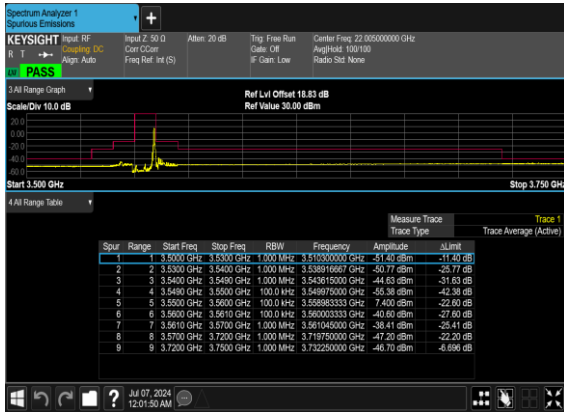 Spectrum Analyzer 1
Spurious Emissions
+
KEYSIGHT Input: RF Input Z: 50 Ω Atten: 20 dB Trig: Free Run Center Freq: 22.005000000 GHz
R T Coupling: DC Corr CCorr Gate: Off Avg|Hold: 100/100
Align: Auto Freq Ref: Int (S) IF Gain: Low Radio Std: None
LXI PASS
3 All Range Graph
Ref Lvl Offset 18.83 dB
Scale/Div 10.0 dB Ref Value 30.00 dBm
20.0
0.00
-20.0
-40.0
-60.0
Start 3.500 GHz Stop 3.750 GHz
4 All Range Table
Measure Trace Trace 1
Trace Type Trace Average (Active)
Spur Range Start Freq Stop Freq RBW Frequency Amplitude ΔLimit
1 1 3.5000 GHz 3.5300 GHz 1.000 MHz 3.510300000 GHz -51.40 dBm -11.40 dB
2 2 3.5300 GHz 3.5400 GHz 1.000 MHz 3.538916667 GHz -50.77 dBm -25.77 dB
3 3 3.5400 GHz 3.5490 GHz 1.000 MHz 3.543615000 GHz -44.63 dBm -31.63 dB
4 4 3.5490 GHz 3.5500 GHz 100.0 kHz 3.549975000 GHz -55.38 dBm -42.38 dB
5 5 3.5500 GHz 3.5600 GHz 100.0 kHz 3.558983333 GHz 7.400 dBm -22.60 dB
6 6 3.5600 GHz 3.5610 GHz 100.0 kHz 3.560003333 GHz -40.60 dBm -27.60 dB
7 7 3.5610 GHz 3.5700 GHz 1.000 MHz 3.561045000 GHz -38.41 dBm -25.41 dB
8 8 3.5700 GHz 3.7200 GHz 1.000 MHz 3.719750000 GHz -47.20 dBm -22.20 dB
9 9 3.7200 GHz 3.7500 GHz 1.000 MHz 3.732250000 GHz -46.70 dBm -6.696 dB
? Jul 07, 2024
12:01:50 AM